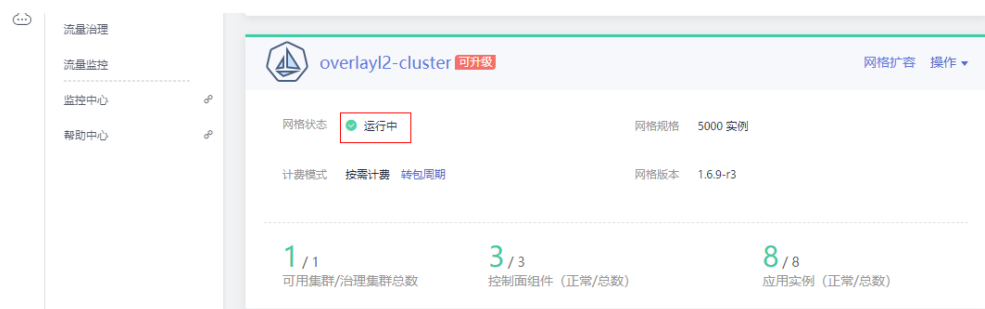 流量治理
流量监控
监控中心
帮助中心
overlayl2-cluster 可升级 网格扩容 操作
网格状态 运行中 网格规格 5000 实例
计费模式 按需计费 转包周期 网格版本 1.6.9-r3
1 / 1 3 / 3 8 / 8
可用集群/治理集群总数 控制面组件（正常/总数） 应用实例（正常/总数）